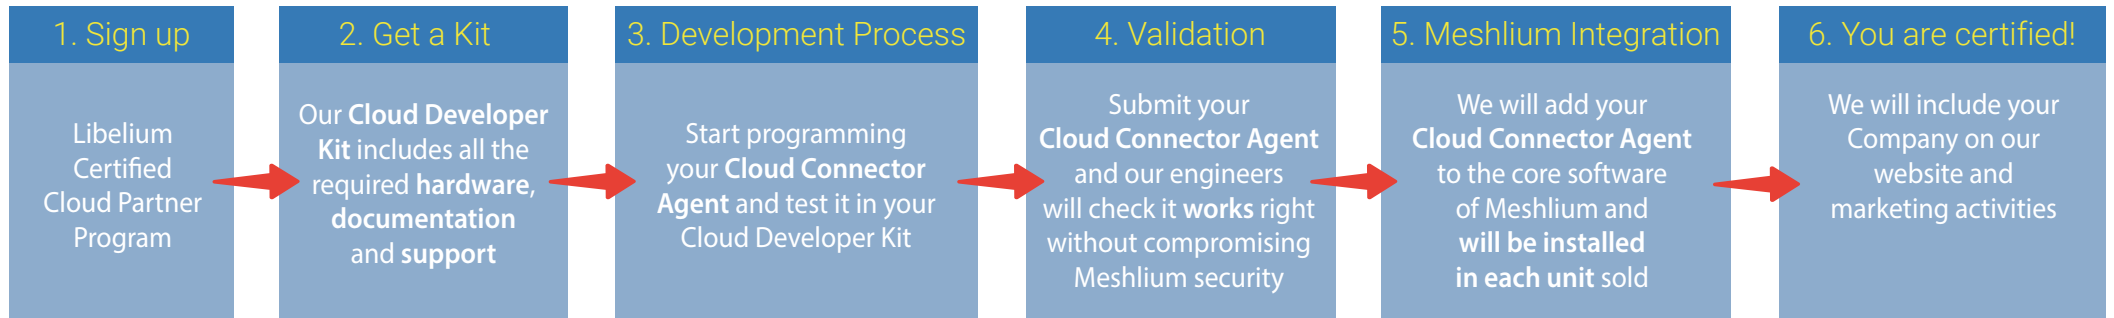 1. Sign up
Libelium
Certified
Cloud Partner
Program
2. Get a Kit
Our Cloud Developer
Kit includes all the
required hardware,
documentation
and support
3. Development Process
Start programming
your Cloud Connector
Agent and test it in your
Cloud Developer Kit
4. Validation
Submit your
Cloud Connector Agent
and our engineers
will check it works right
without compromising
Meshlium security
5. Meshlium Integration
We will add your
Cloud Connector Agent
to the core software
of Meshlium and
will be installed
in each unit sold
6. You are certified!
We will include your
Company on our
website and
marketing activities